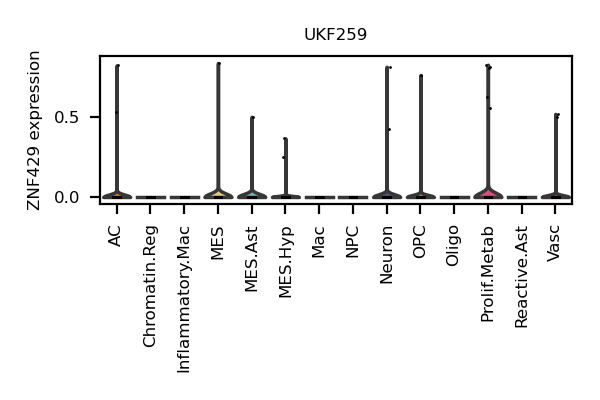 UKF259
ZNF429 expression
0.5
0.0
AC
Chromatin.Reg
Inflammatory.Mac
MES
MES.Ast
MES.Hyp
Mac
NPC
Neuron
OPC
Oligo
Prolif.Metab
Reactive.Ast
Vasc